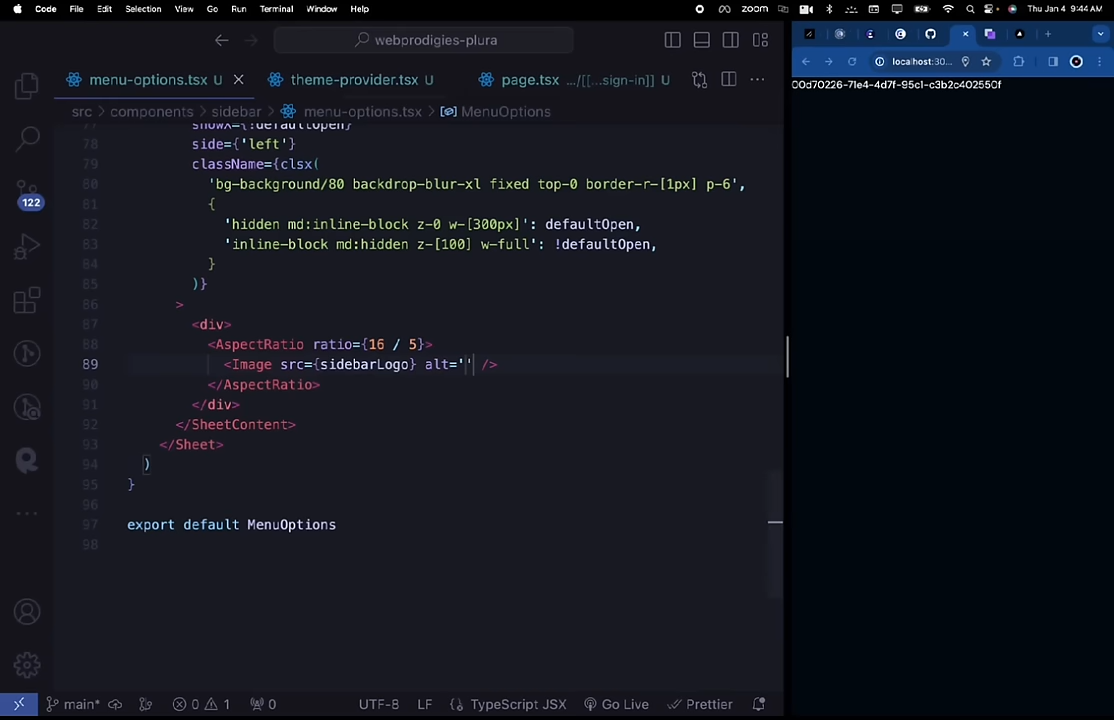 Code File Edit Selection View Go Run Terminal Window Help
zoom
Thu Jan 4 9:44 AM
webprodigies-plura
menu-options.tsx U
theme-provider.tsx U
page.tsx .../[[...sign-in]] U
src components sidebar menu-options.tsx MenuOptions
77 showX={!defaultOpen}
78 side={'left'}
79 className={clsx(
80 'bg-background/80 backdrop-blur-xl fixed top-0 border-r-[1px] p-6',
81 {
82 'hidden md:inline-block z-0 w-[300px]': defaultOpen,
83 'inline-block md:hidden z-[100] w-full': !defaultOpen,
84 }
85 )}
86 >
87 <div>
88 <AspectRatio ratio={16 / 5}>
89 <Image src={sidebarLogo} alt='' />
90 </AspectRatio>
91 </div>
92 </SheetContent>
93 </Sheet>
94 )
95 }
96
97 export default MenuOptions
98
122
main* 0 1 0 UTF-8 LF {} TypeScript JSX Go Live Prettier
localhost:30...
00d70226-71e4-4d7f-95c1-c3b2c402550f